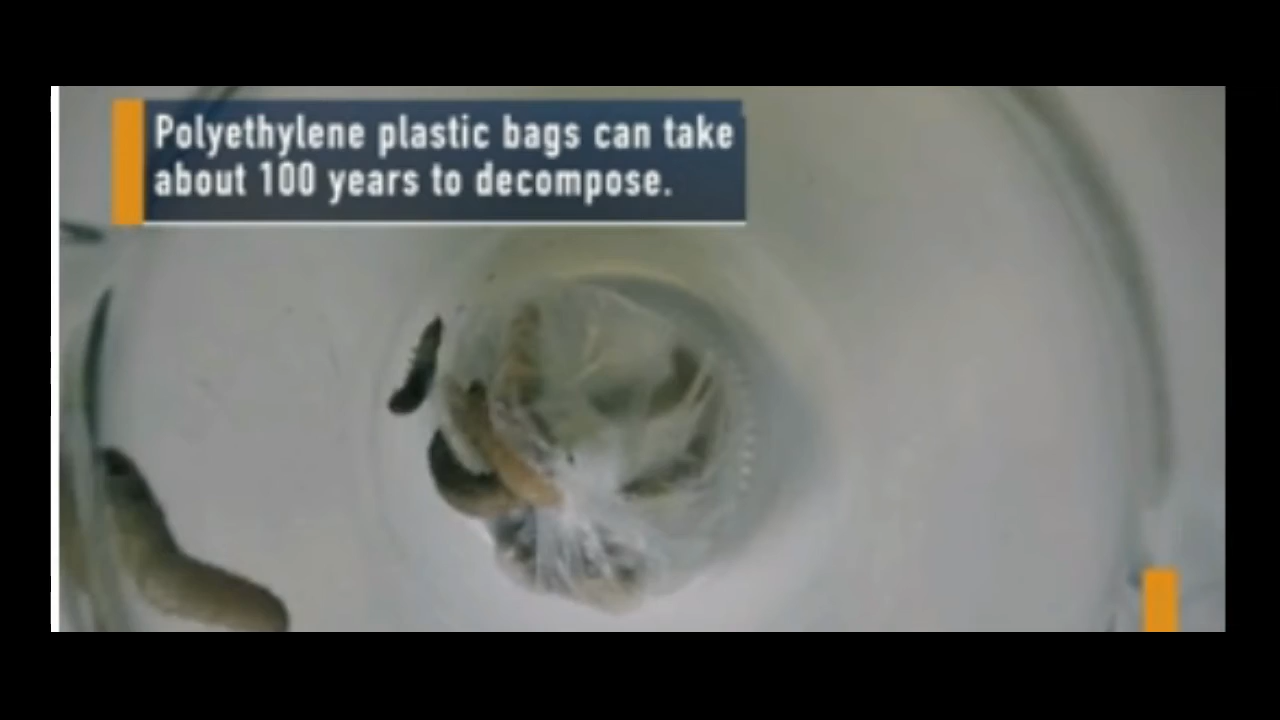 Polyethylene plastic bags can take
about 100 years to decompose.